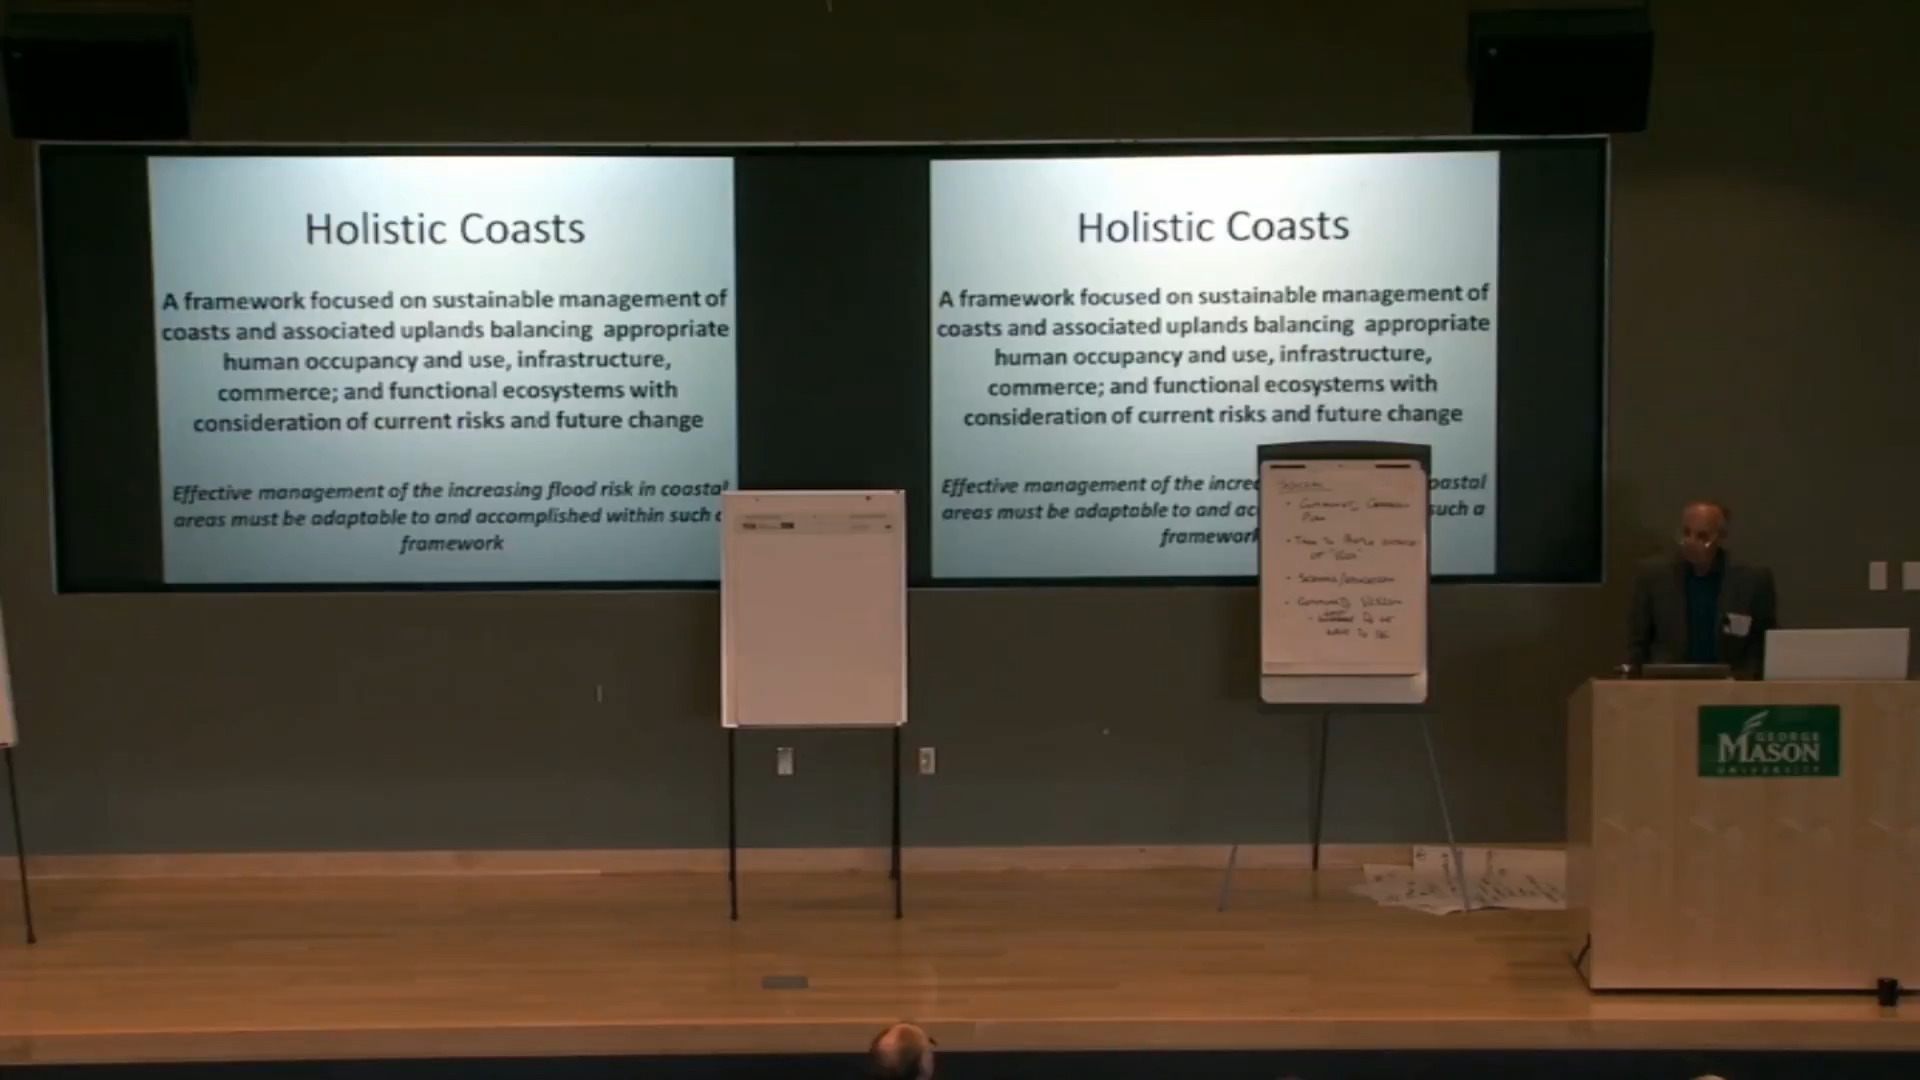 Holistic Coasts
A framework focused on sustainable management of
coasts and associated uplands balancing appropriate
human occupancy and use, infrastructure,
commerce; and functional ecosystems with
consideration of current risks and future change
Effective management of the increasing flood risk in coastal
areas must be adaptable to and accomplished within such
framework
Holistic Coasts
A framework focused on sustainable management of
coasts and associated uplands balancing appropriate
human occupancy and use, infrastructure,
commerce; and functional ecosystems with
consideration of current risks and future change
Effective management of the incre
oastal
areas must be adaptable to and ac
such a
framework
Community
Community Vision
GEORGE
MASON
UNIVERSITY